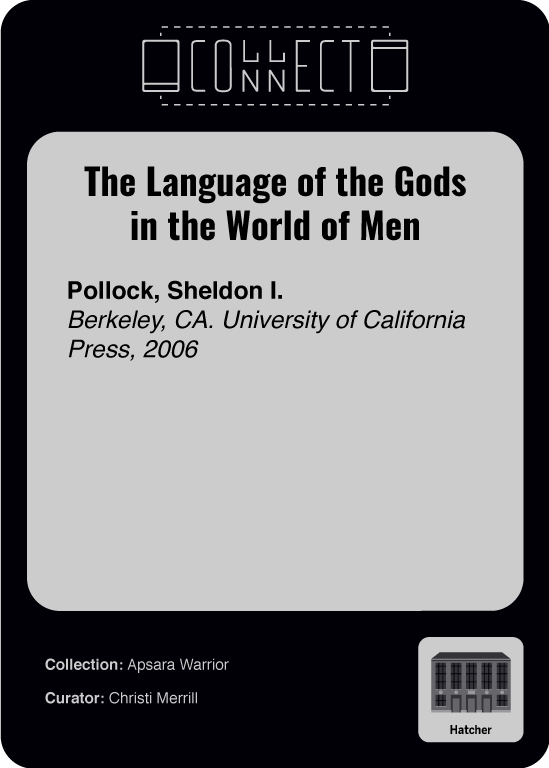 COLLECT
CONNECT
The Language of the Gods
in the World of Men
Pollock, Sheldon I.
Berkeley, CA. University of California
Press, 2006
Collection: Apsara Warrior
Curator: Christi Merrill
Hatcher